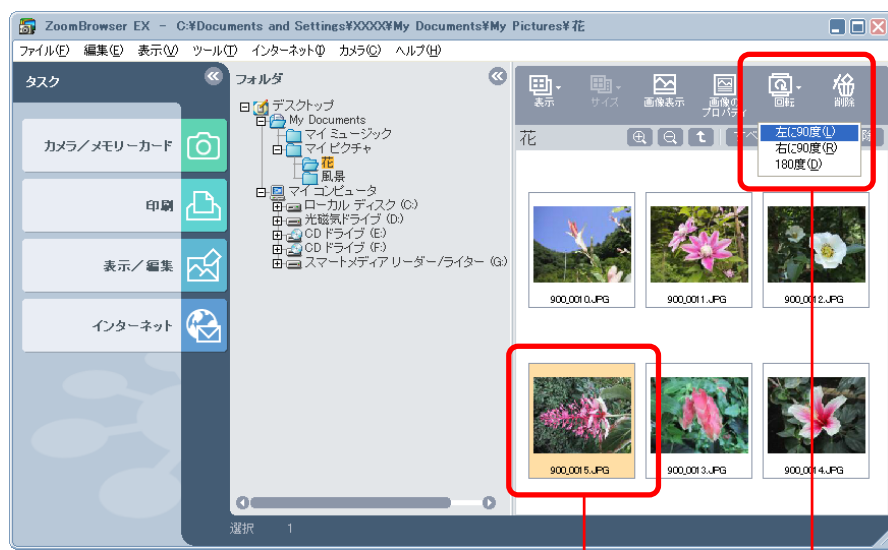 ZoomBrowser EX - C:¥Documents and Settings¥XXXX¥My Documents¥My Pictures¥花
ファイル(F) 編集(E) 表示(V) ツール(T) インターネット(I) カメラ(C) ヘルプ(H)
タスク
カメラ/メモリーカード
印刷
表示/編集
インターネット
フォルダ
デスクトップ
My Documents
マイ ミュージック
マイ ピクチャ
花
風景
マイ コンピュータ
ローカル ディスク (C:)
光磁気ドライブ (D:)
CD ドライブ (E:)
CD ドライブ (F:)
スマートメディア リーダー/ライター (G:)
表示 サイズ 画像表示 画像の プロパティ 回転 削除
花
左に90度(L)
右に90度(R)
180度(D)
900_0010.JPG 900_0011.JPG 900_0012.JPG
900_0015.JPG 900_0013.JPG 900_0014.JPG
選択 1